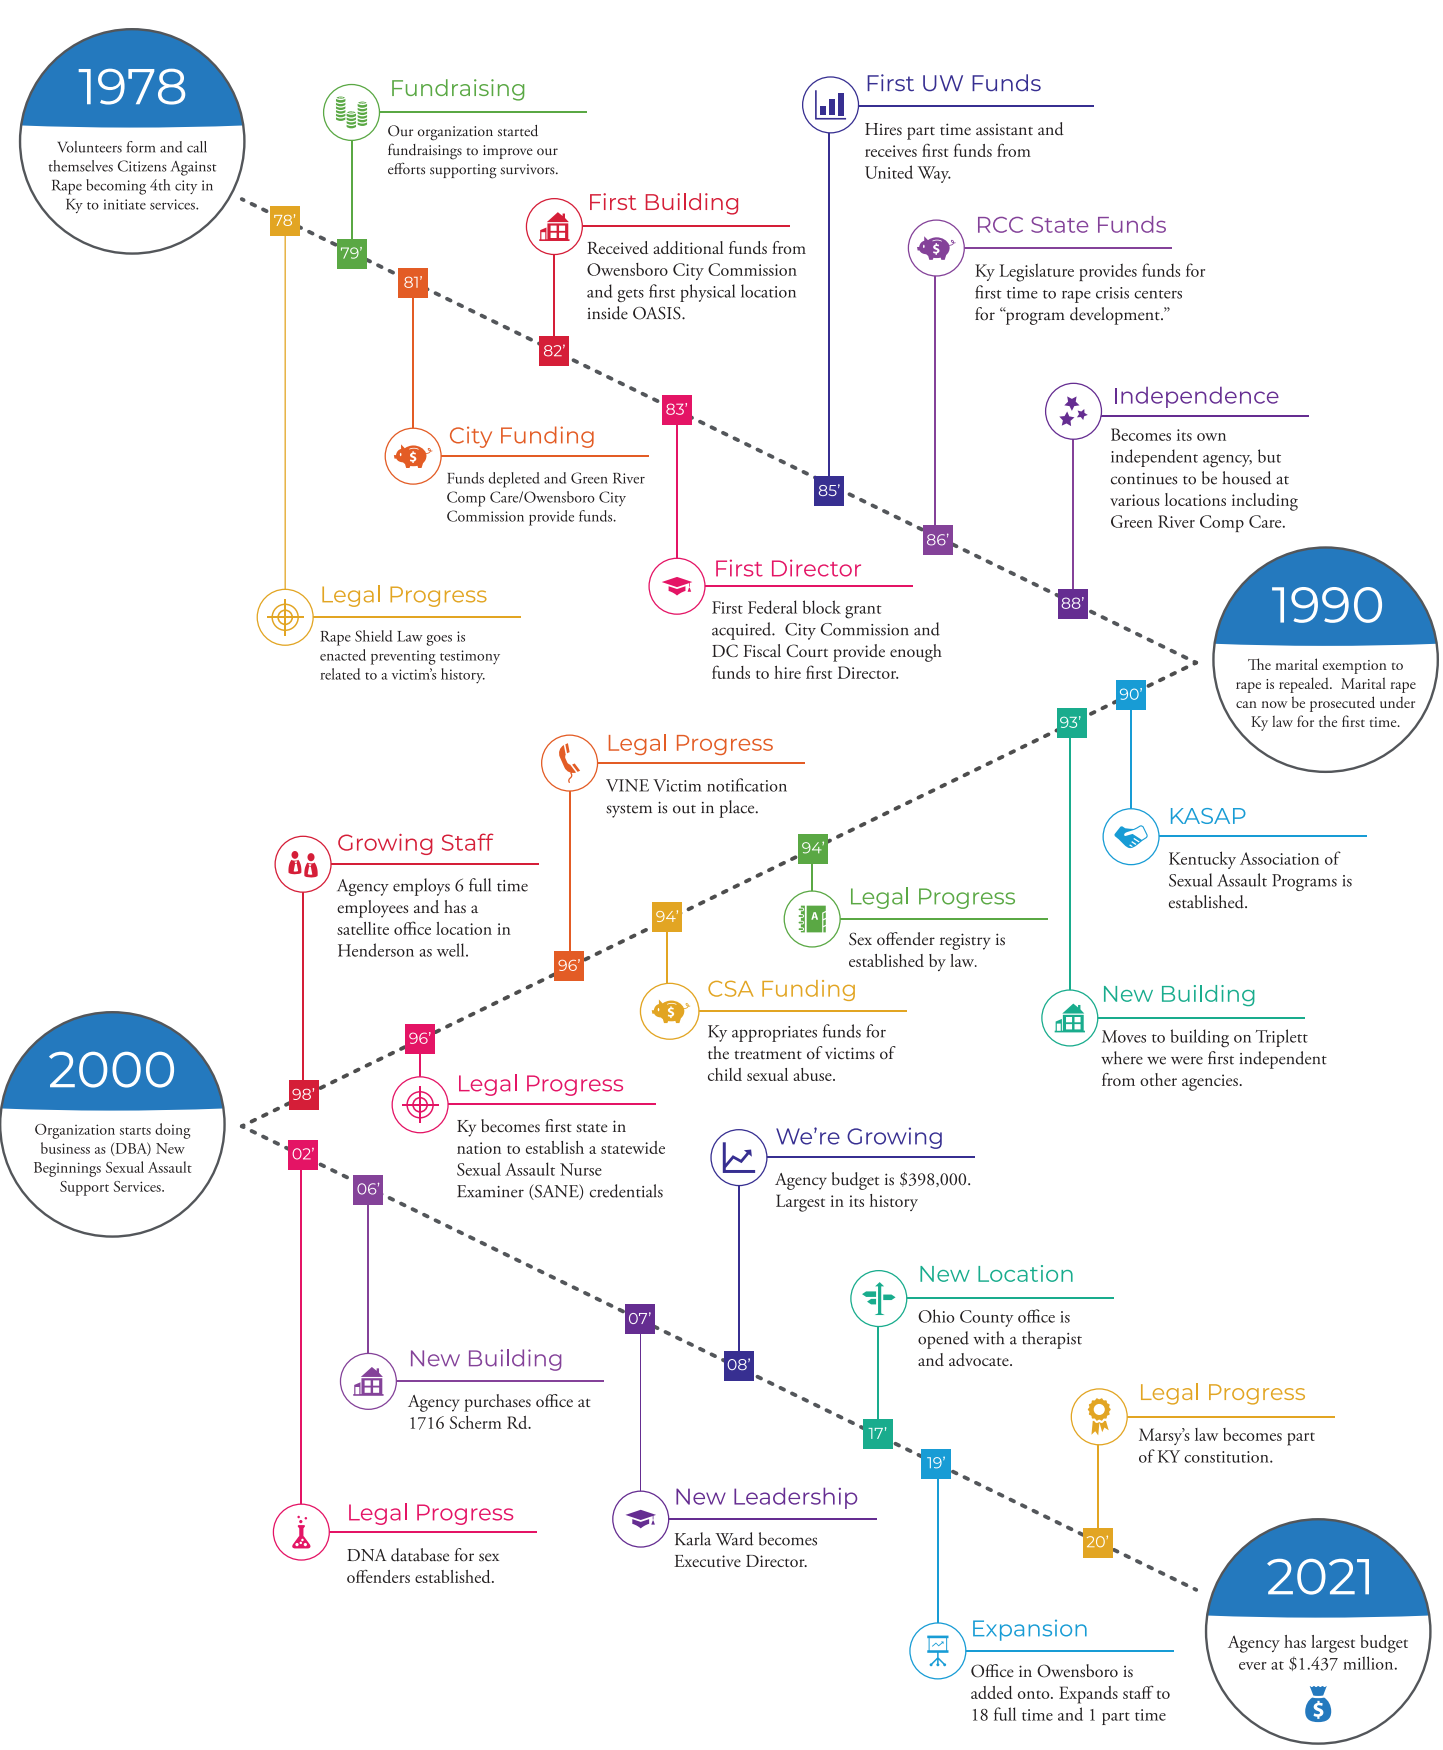 1978
Volunteers form and call
themselves Citizens Against
Rape becoming 4th city in
Ky to initiate services.
78’
Legal Progress
Rape Shield Law goes is
enacted preventing testimony
related to a victim’s history.
79’
Fundraising
Our organization started
fundraisings to improve our
efforts supporting survivors.
81’
City Funding
Funds depleted and Green River
Comp Care/Owensboro City
Commission provide funds.
82’
First Building
Received additional funds from
Owensboro City Commission
and gets first physical location
inside OASIS.
83’
First Director
First Federal block grant
acquired.  City Commission and
DC Fiscal Court provide enough
funds to hire first Director.
85’
First UW Funds
Hires part time assistant and
receives first funds from
United Way.
86’
RCC State Funds
Ky Legislature provides funds for
first time to rape crisis centers
for “program development.”
88’
Independence
Becomes its own
independent agency, but
continues to be housed at
various locations including
Green River Comp Care.
1990
The marital exemption to
rape is repealed.  Marital rape
can now be prosecuted under
Ky law for the first time.
90’
KASAP
Kentucky Association of
Sexual Assault Programs is
established.
93’
New Building
Moves to building on Triplett
where we were first independent
from other agencies.
94’
Legal Progress
Sex offender registry is
established by law.
A
94’
CSA Funding
Ky appropriates funds for
the treatment of victims of
child sexual abuse.
96’
Legal Progress
VINE Victim notification
system is out in place.
96’
Legal Progress
Ky becomes first state in
nation to establish a statewide
Sexual Assault Nurse
Examiner (SANE) credentials
98’
Growing Staff
Agency employs 6 full time
employees and has a
satellite office location in
Henderson as well.
2000
Organization starts doing
business as (DBA) New
Beginnings Sexual Assault
Support Services.
02’
Legal Progress
DNA database for sex
offenders established.
06’
New Building
Agency purchases office at
1716 Scherm Rd.
07’
New Leadership
Karla Ward becomes
Executive Director.
08’
We’re Growing
Agency budget is $398,000.
Largest in its history
17’
New Location
Ohio County office is
opened with a therapist
and advocate.
19’
Expansion
Office in Owensboro is
added onto. Expands staff to
18 full time and 1 part time
20’
Legal Progress
Marsy’s law becomes part
of KY constitution.
2021
Agency has largest budget
ever at $1.437 million.
$